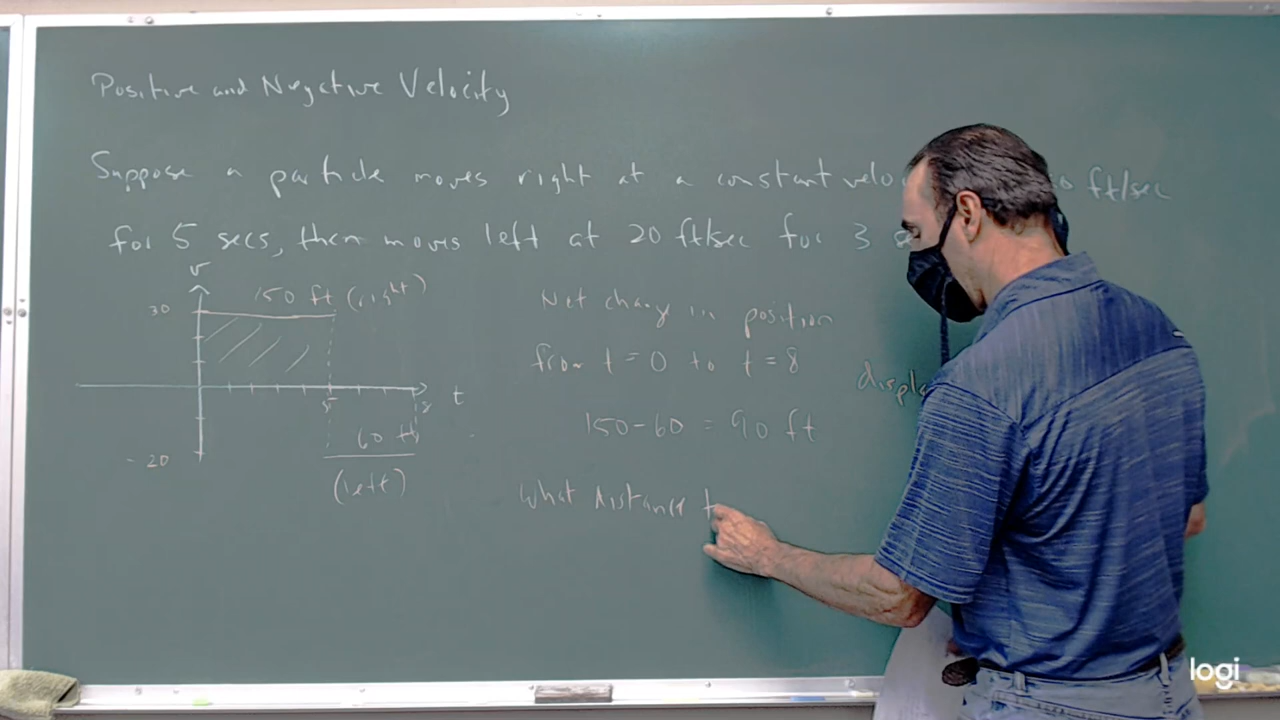 Positive and Negative Velocity
Suppose a particle moves right at a constant velo 0 ft/sec
for 5 secs, then moves left at 20 ft/sec for 3 s
v
150 ft (right)
30
5
8
t
60 ft
-20
(left)
Net change in position
from t=0 to t=8
displa
150-60 = 90 ft
What distance t
logi